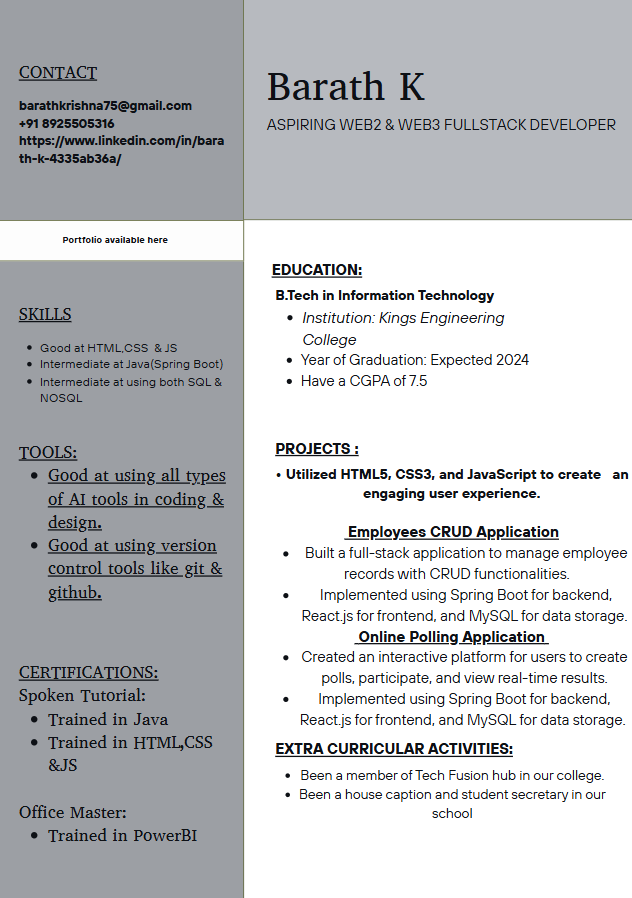 CONTACT
barathkrishna75@gmail.com
+91 8925505316
https://www.linkedin.com/in/bara
th-k-4335ab36a/
Portfolio available here
SKILLS
• Good at HTML,CSS & JS
• Intermediate at Java(Spring Boot)
• Intermediate at using both SQL &
NOSQL
TOOLS:
• Good at using all types
of AI tools in coding &
design.
• Good at using version
control tools like git &
github.
CERTIFICATIONS:
Spoken Tutorial:
• Trained in Java
• Trained in HTML,CSS
&JS
Office Master:
• Trained in PowerBI
Barath K
ASPIRING WEB2 & WEB3 FULLSTACK DEVELOPER
EDUCATION:
B.Tech in Information Technology
• Institution: Kings Engineering
College
• Year of Graduation: Expected 2024
• Have a CGPA of 7.5
PROJECTS :
• Utilized HTML5, CSS3, and JavaScript to create an
engaging user experience.
Employees CRUD Application
• Built a full-stack application to manage employee
records with CRUD functionalities.
• Implemented using Spring Boot for backend,
React.js for frontend, and MySQL for data storage.
Online Polling Application
• Created an interactive platform for users to create
polls, participate, and view real-time results.
• Implemented using Spring Boot for backend,
React.js for frontend, and MySQL for data storage.
EXTRA CURRICULAR ACTIVITIES:
• Been a member of Tech Fusion hub in our college.
• Been a house caption and student secretary in our
school